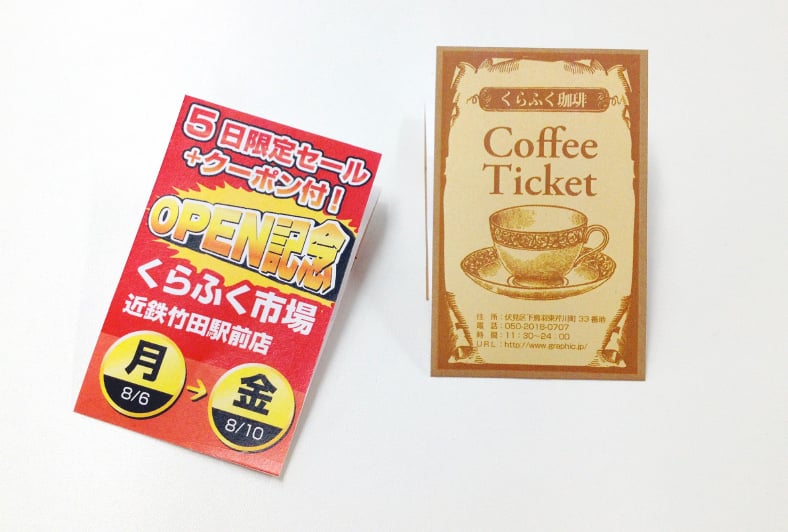 5日限定セール
+クーポン付!
OPEN記念
くらふく市場
近鉄竹田駅前店
月
8/6
→
金
8/10
くらふく珈琲
Coffee
Ticket
住 所:伏見区下鳥羽東芹川町33番地
電 話:050-2018-0707
時 間:11:30~24:00
URL:http://www.graphic.jp/